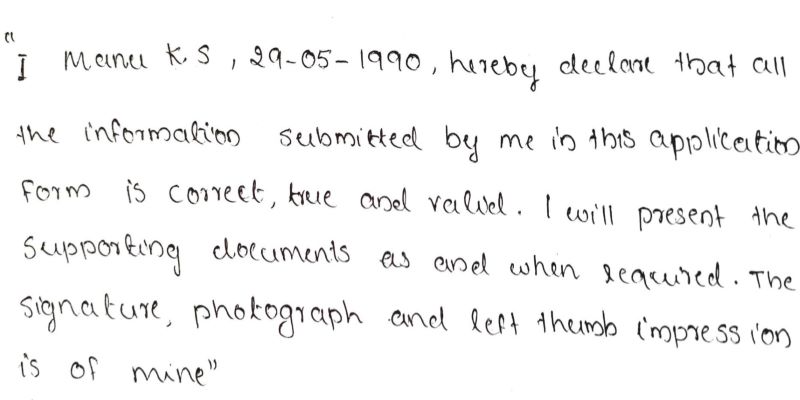 "I Manu K.S, 29-05-1990, hereby declare that all
the information submitted by me in this application
form is correct, true and valid. I will present the
supporting documents as and when required. The
signature, photograph and left thumb impression
is of mine"